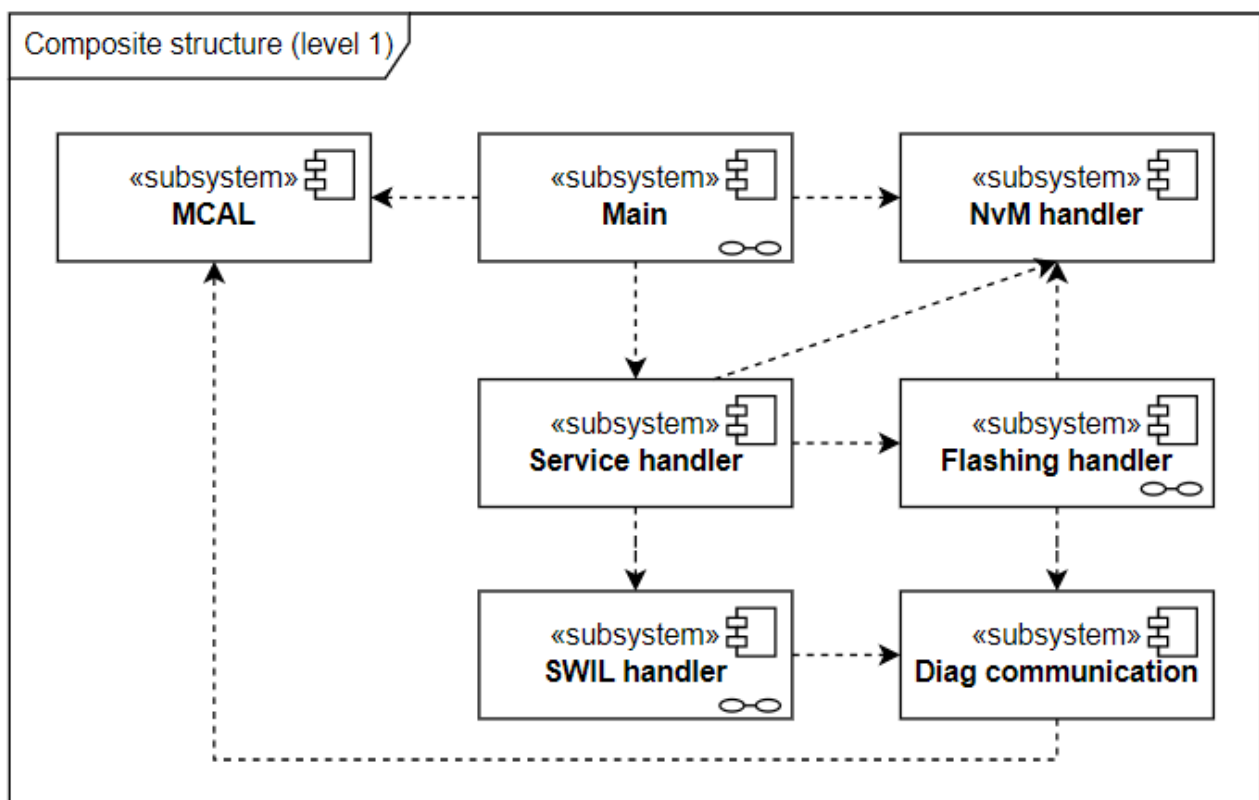 Composite structure (level 1)
«subsystem»
MCAL
«subsystem»
Main
«subsystem»
NvM handler
«subsystem»
Service handler
«subsystem»
Flashing handler
«subsystem»
SWIL handler
«subsystem»
Diag communication